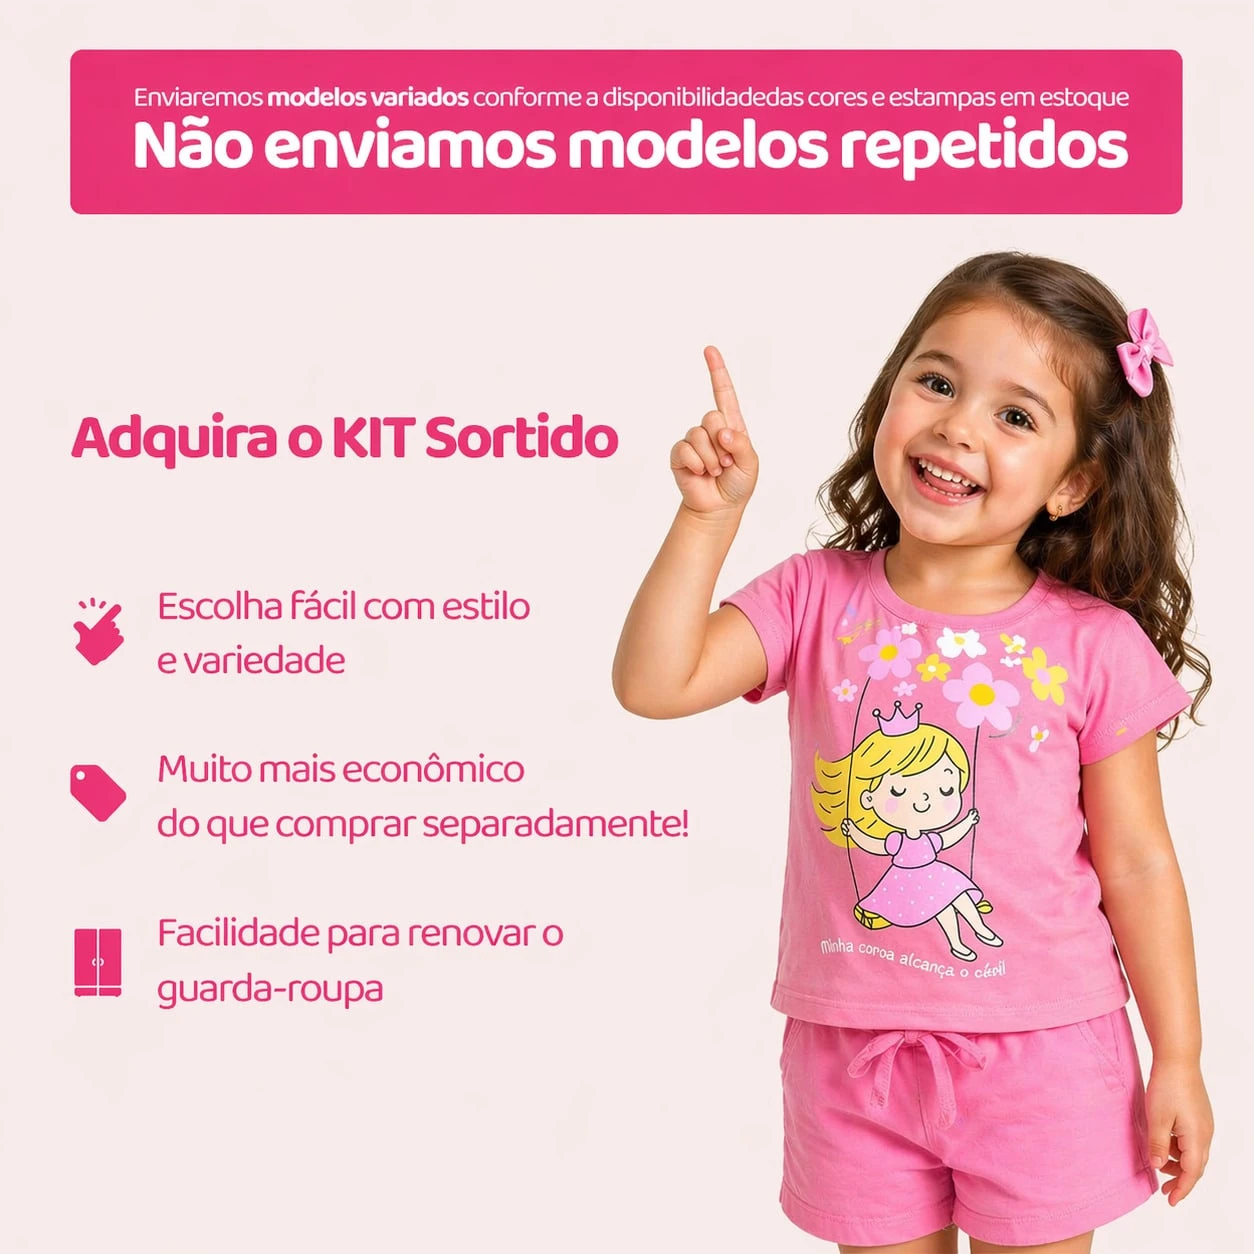 Enviaremos modelos variados conforme a disponibilidadedas cores e estampas em estoque
Não enviamos modelos repetidos
Adquira o KIT Sortido
Escolha fácil com estilo
e variedade
Muito mais econômico
do que comprar separadamente!
Facilidade para renovar o
guarda-roupa
minha coroa alcança o